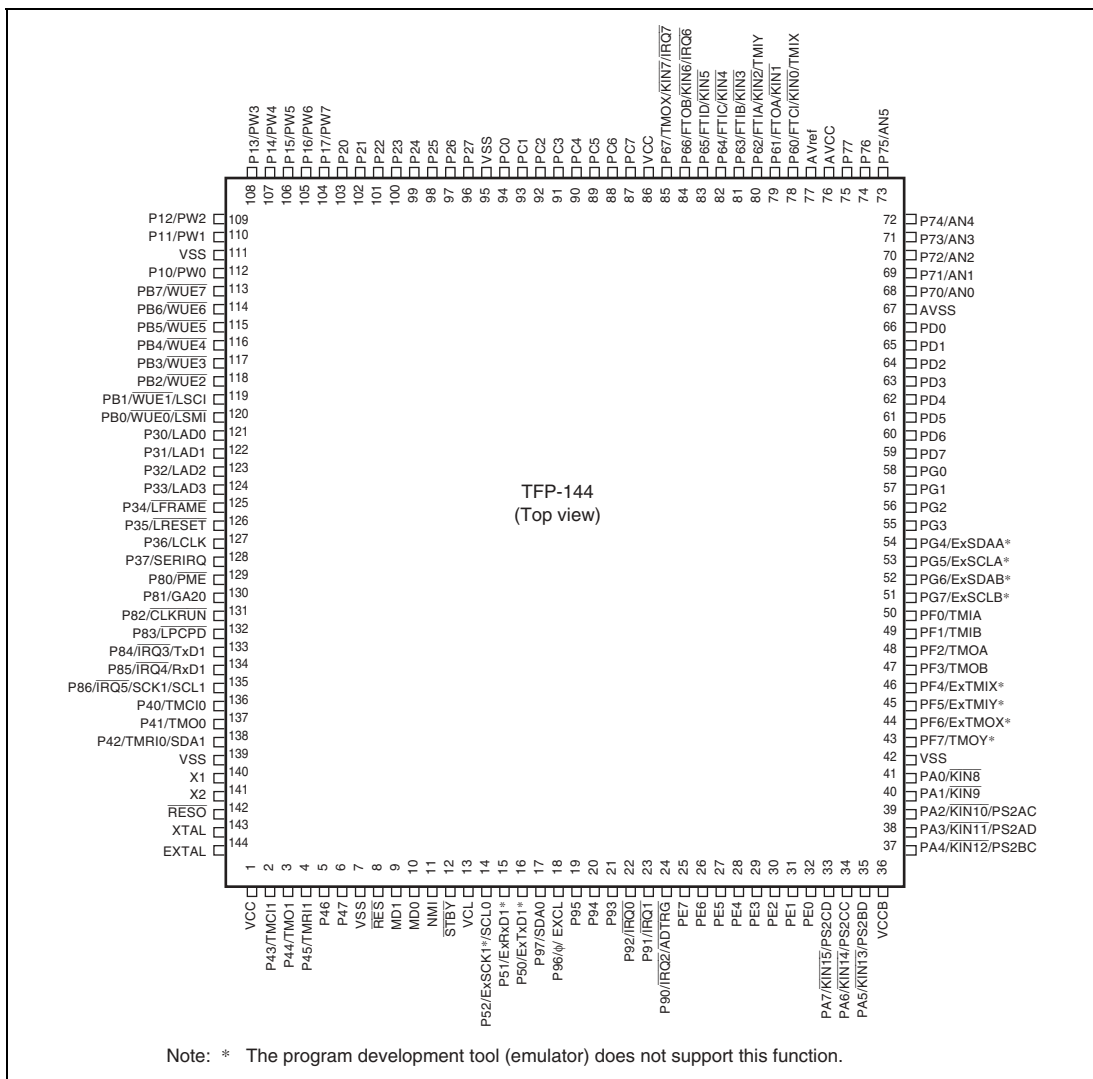 P13/PW3
P14/PW4
P15/PW5
P16/PW6
P17/PW7
P20
P21
P22
P23
P24
P25
P26
P27
VSS
PC0
PC1
PC2
PC3
PC4
PC5
PC6
PC7
VCC
P67/TMOX/KIN7/IRQ7
P66/FTOB/KIN6/IRQ6
P65/FTID/KIN5
P64/FTIC/KIN4
P63/FTIB/KIN3
P62/FTIA/KIN2/TMIY
P61/FTOA/KIN1
P60/FTCI/KIN0/TMIX
AVref
AVCC
P77
P76
P75/AN5
108 107 106 105 104 103 102 101 100 99 98 97 96 95 94 93 92 91 90 89 88 87 86 85 84 83 82 81 80 79 78 77 76 75 74 73
P12/PW2 109
P11/PW1 110
VSS 111
P10/PW0 112
PB7/WUE7 113
PB6/WUE6 114
PB5/WUE5 115
PB4/WUE4 116
PB3/WUE3 117
PB2/WUE2 118
PB1/WUE1/LSCI 119
PB0/WUE0/LSMI 120
P30/LAD0 121
P31/LAD1 122
P32/LAD2 123
P33/LAD3 124
P34/LFRAME 125
P35/LRESET 126
P36/LCLK 127
P37/SERIRQ 128
P80/PME 129
P81/GA20 130
P82/CLKRUN 131
P83/LPCPD 132
P84/IRQ3/TxD1 133
P85/IRQ4/RxD1 134
P86/IRQ5/SCK1/SCL1 135
P40/TMCI0 136
P41/TMO0 137
P42/TMRI0/SDA1 138
VSS 139
X1 140
X2 141
RESO 142
XTAL 143
EXTAL 144
TFP-144
(Top view)
72 P74/AN4
71 P73/AN3
70 P72/AN2
69 P71/AN1
68 P70/AN0
67 AVSS
66 PD0
65 PD1
64 PD2
63 PD3
62 PD4
61 PD5
60 PD6
59 PD7
58 PG0
57 PG1
56 PG2
55 PG3
54 PG4/ExSDAA*
53 PG5/ExSCLA*
52 PG6/ExSDAB*
51 PG7/ExSCLB*
50 PF0/TMIA
49 PF1/TMIB
48 PF2/TMOA
47 PF3/TMOB
46 PF4/ExTMIX*
45 PF5/ExTMIY*
44 PF6/ExTMOX*
43 PF7/TMOY*
42 VSS
41 PA0/KIN8
40 PA1/KIN9
39 PA2/KIN10/PS2AC
38 PA3/KIN11/PS2AD
37 PA4/KIN12/PS2BC
1 2 3 4 5 6 7 8 9 10 11 12 13 14 15 16 17 18 19 20 21 22 23 24 25 26 27 28 29 30 31 32 33 34 35 36
VCC
P43/TMCI1
P44/TMO1
P45/TMRI1
P46
P47
VSS
RES
MD1
MD0
NMI
STBY
VCL
P52/ExSCK1*/SCL0
P51/ExRxD1*
P50/ExTxD1*
P97/SDA0
P96/φ/ EXCL
P95
P94
P93
P92/IRQ0
P91/IRQ1
P90/IRQ2/ADTRG
PE7
PE6
PE5
PE4
PE3
PE2
PE1
PE0
PA7/KIN15/PS2CD
PA6/KIN14/PS2CC
PA5/KIN13/PS2BD
VCCB
Note: * The program development tool (emulator) does not support this function.